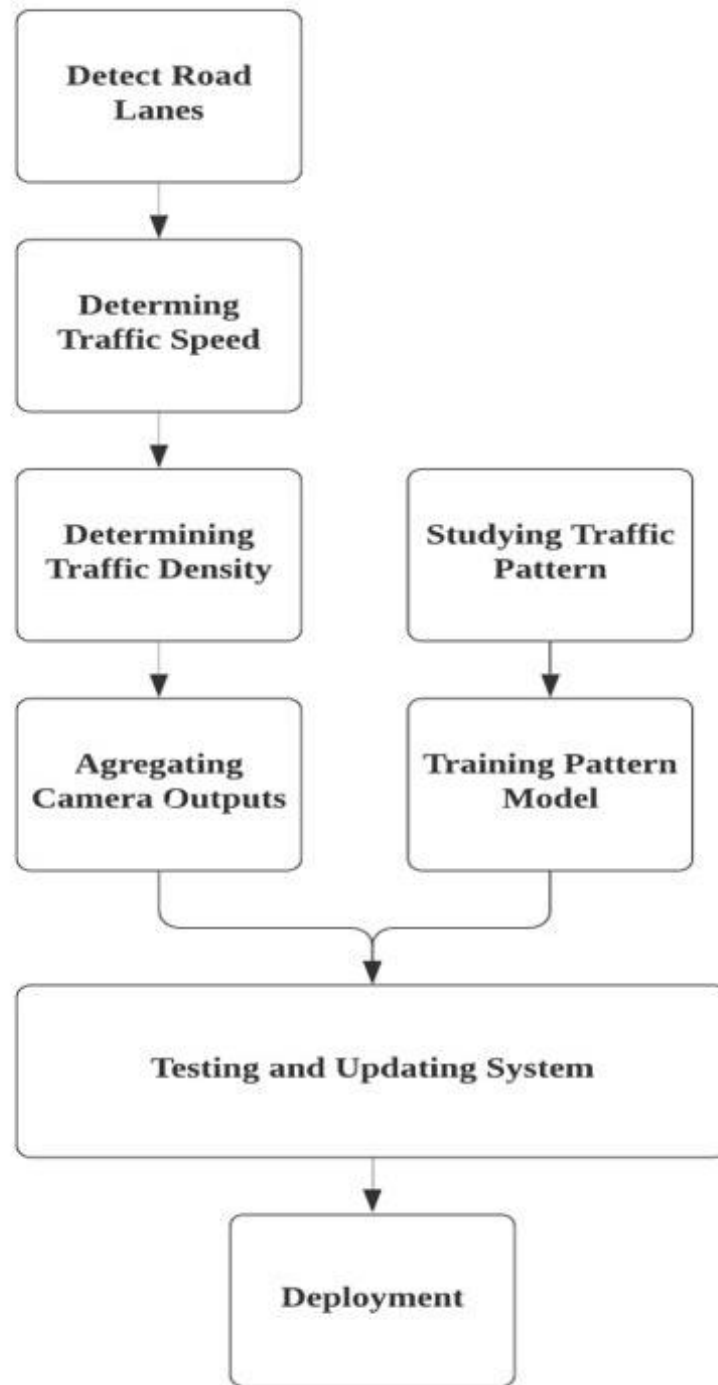 Detect Road
Lanes
Determing
Traffic Speed
Determining
Traffic Density
Studying Traffic
Pattern
Agregating
Camera Outputs
Training Pattern
Model
Testing and Updating System
Deployment